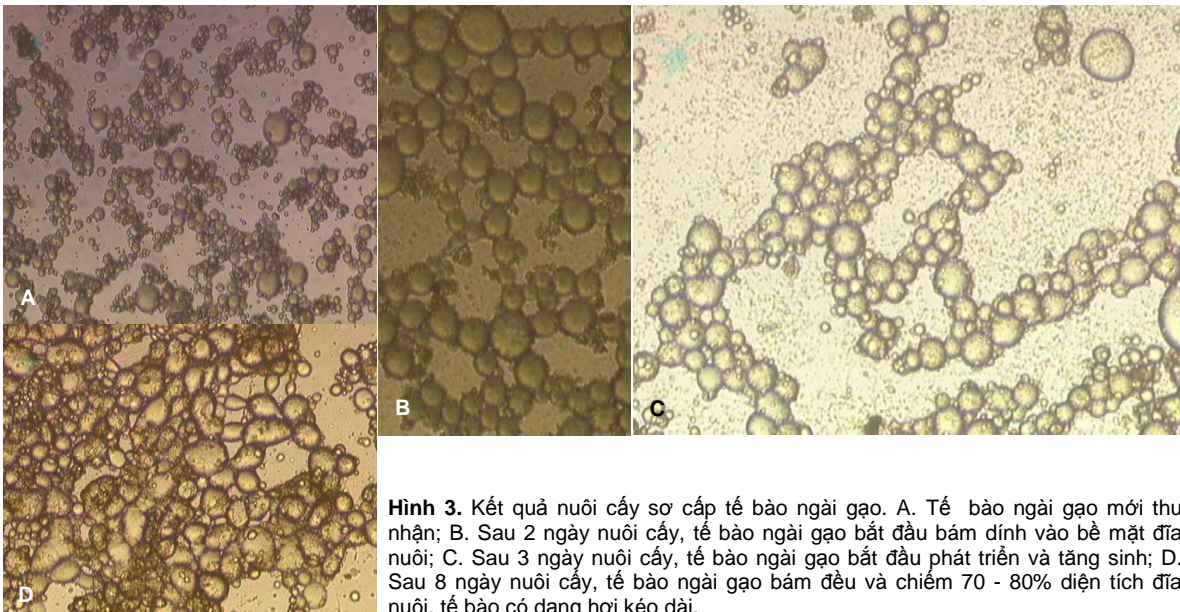 A
B
C
D
Hình 3. Kết quả nuôi cấy sơ cấp tế bào ngài gạo. A. Tế bào ngài gạo mới thu
nhận; B. Sau 2 ngày nuôi cấy, tế bào ngài gạo bắt đầu bám dính vào bề mặt đĩa
nuôi; C. Sau 3 ngày nuôi cấy, tế bào ngài gạo bắt đầu phát triển và tăng sinh; D.
Sau 8 ngày nuôi cấy, tế bào ngài gạo bám đều và chiếm 70 - 80% diện tích đĩa
nuôi, tế bào có dạng hơi kéo dài.